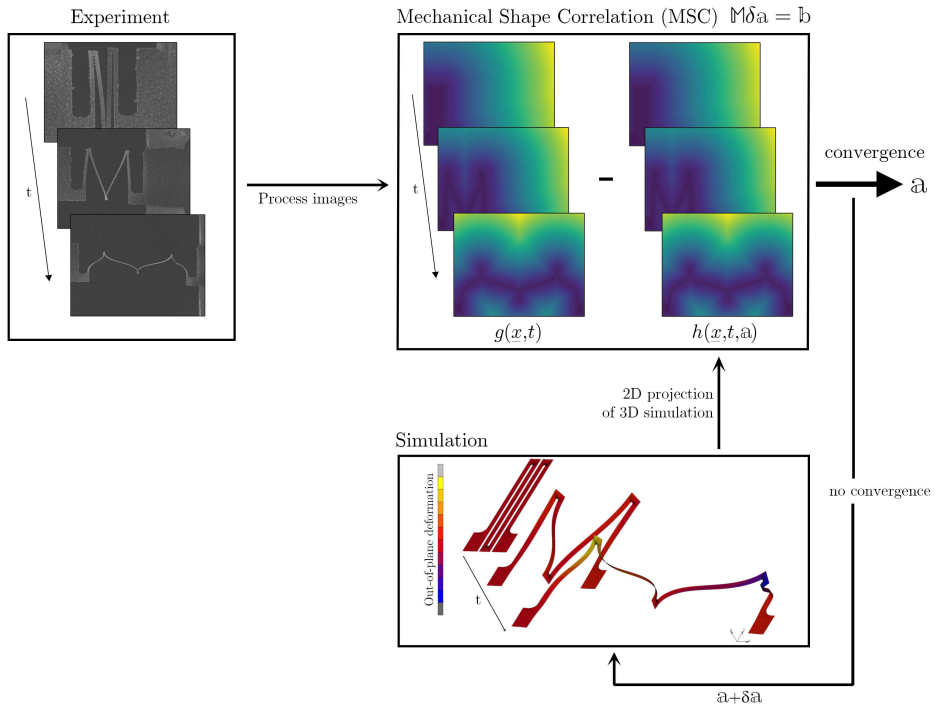 Experiment
t
Process images
Mechanical Shape Correlation (MSC) 𝕄δ𝕒 = 𝕓
t
g(x̲,t)
h(x̲,t,𝕒)
convergence
𝕒
2D projection
of 3D simulation
Simulation
Out-of-plane deformation
t
no convergence
𝕒+δ𝕒